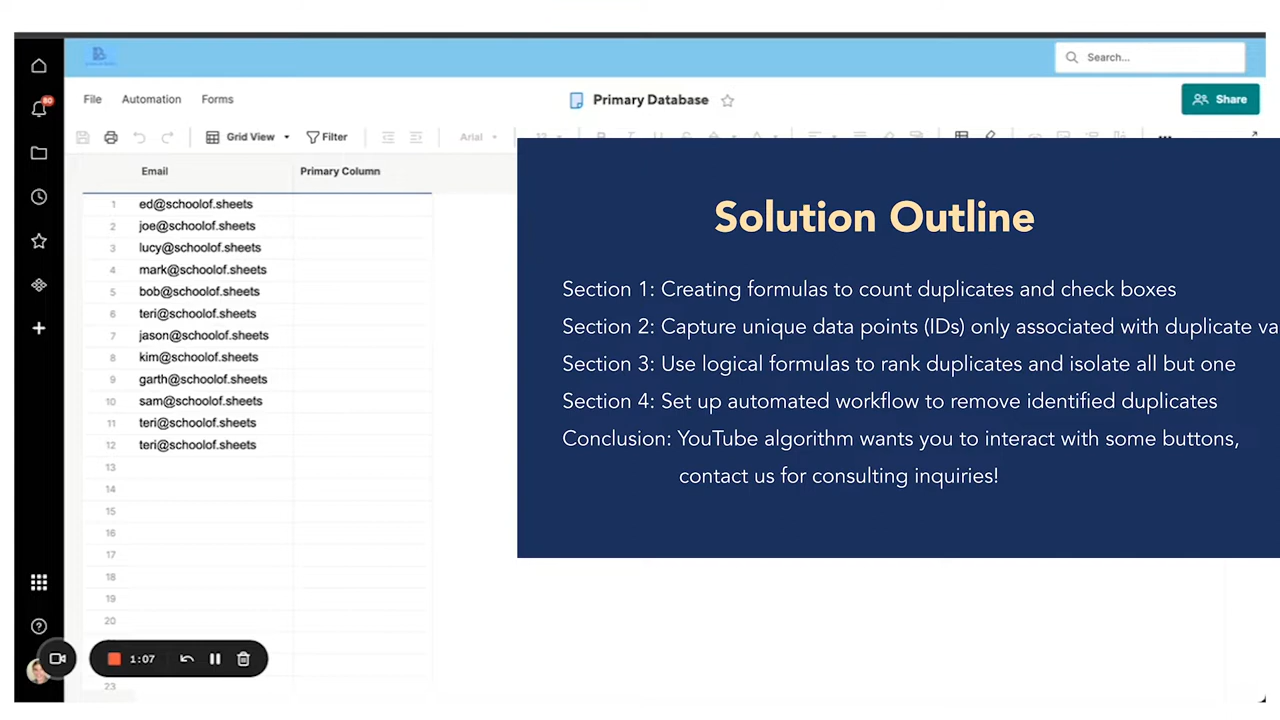 Search...
File Automation Forms
Primary Database
Share
80
Grid View Filter Arial
Email Primary Column
1 ed@schoolof.sheets
2 joe@schoolof.sheets
3 lucy@schoolof.sheets
4 mark@schoolof.sheets
5 bob@schoolof.sheets
6 teri@schoolof.sheets
7 jason@schoolof.sheets
8 kim@schoolof.sheets
9 garth@schoolof.sheets
10 sam@schoolof.sheets
11 teri@schoolof.sheets
12 teri@schoolof.sheets
13
14
15
16
17
18
19
20
23
1:07
Solution Outline
Section 1: Creating formulas to count duplicates and check boxes
Section 2: Capture unique data points (IDs) only associated with duplicate va
Section 3: Use logical formulas to rank duplicates and isolate all but one
Section 4: Set up automated workflow to remove identified duplicates
Conclusion: YouTube algorithm wants you to interact with some buttons,
contact us for consulting inquiries!